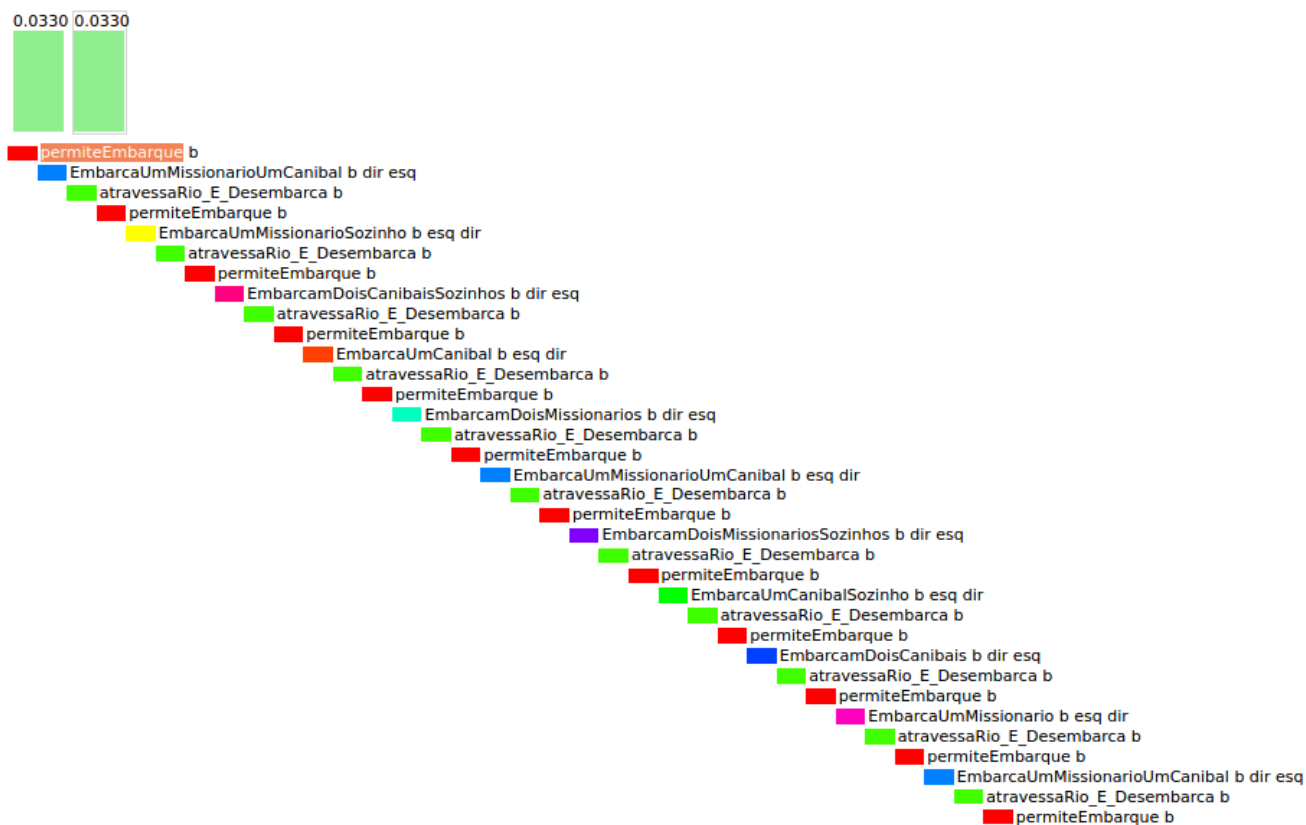 0.0330 0.0330
permiteEmbarque b
EmbarcaUmMissionarioUmCanibal b dir esq
atravessaRio_E_Desembarca b
permiteEmbarque b
EmbarcaUmMissionarioSozinho b esq dir
atravessaRio_E_Desembarca b
permiteEmbarque b
EmbarcamDoisCanibaisSozinhos b dir esq
atravessaRio_E_Desembarca b
permiteEmbarque b
EmbarcaUmCanibal b esq dir
atravessaRio_E_Desembarca b
permiteEmbarque b
EmbarcamDoisMissionarios b dir esq
atravessaRio_E_Desembarca b
permiteEmbarque b
EmbarcaUmMissionarioUmCanibal b esq dir
atravessaRio_E_Desembarca b
permiteEmbarque b
EmbarcamDoisMissionariosSozinhos b dir esq
atravessaRio_E_Desembarca b
permiteEmbarque b
EmbarcaUmCanibalSozinho b esq dir
atravessaRio_E_Desembarca b
permiteEmbarque b
EmbarcamDoisCanibais b dir esq
atravessaRio_E_Desembarca b
permiteEmbarque b
EmbarcaUmMissionario b esq dir
atravessaRio_E_Desembarca b
permiteEmbarque b
EmbarcaUmMissionarioUmCanibal b dir esq
atravessaRio_E_Desembarca b
permiteEmbarque b